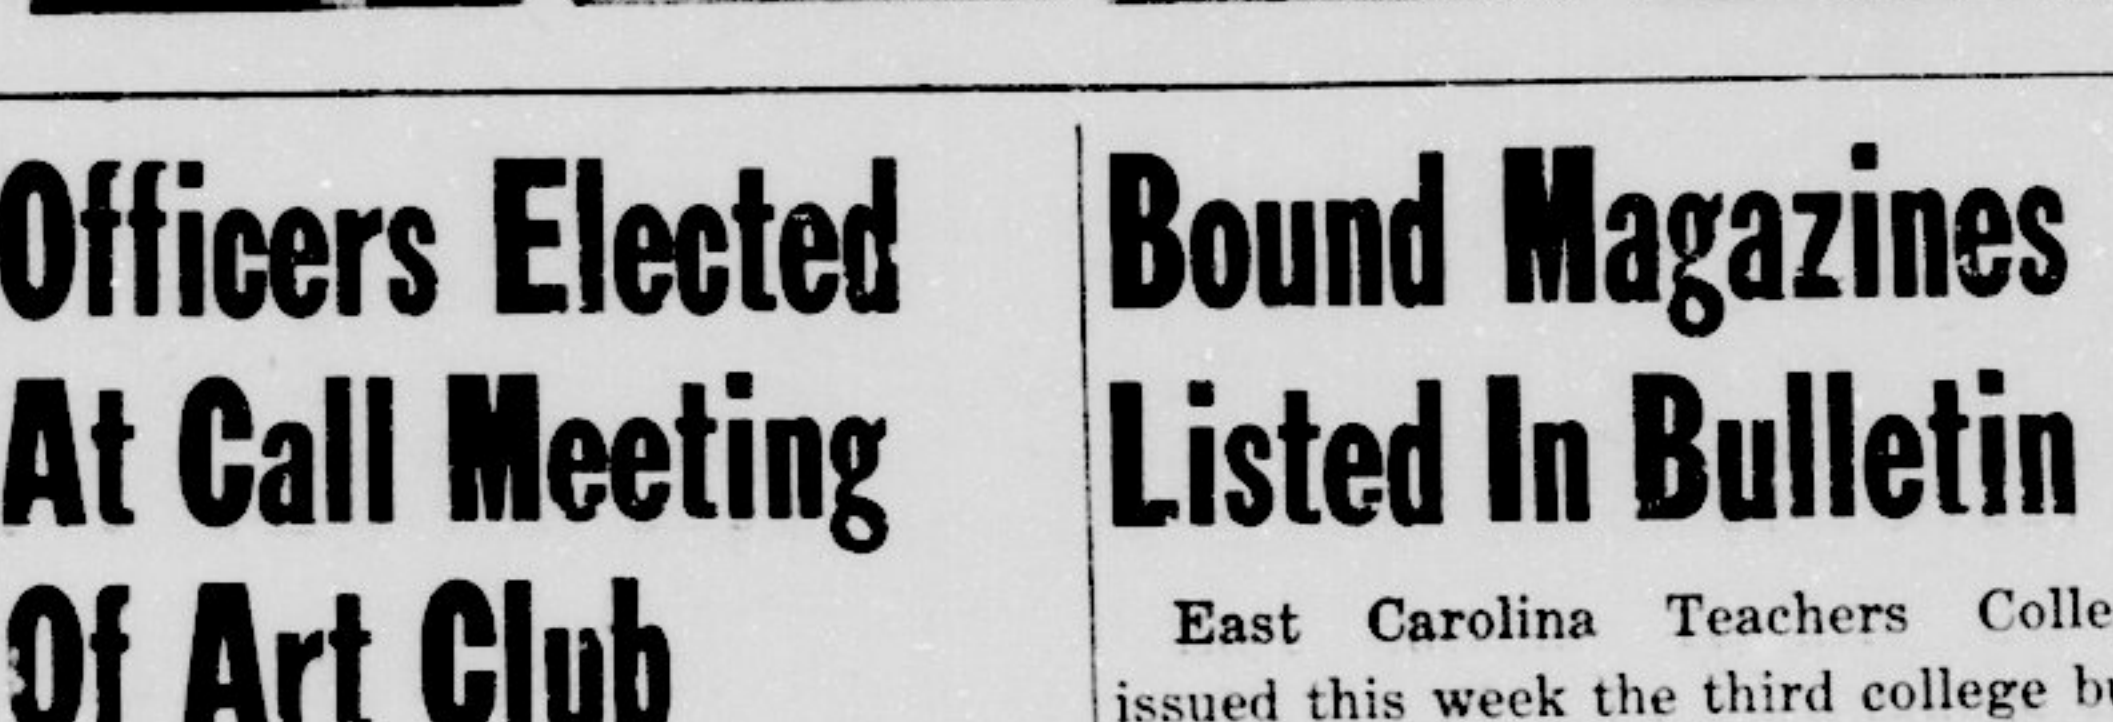 Officers Elected
At Call Meeting
Of Art Club
Bound Magazines
Listed In Bulletin
East Carolina Teachers Colle
issued this week the third college